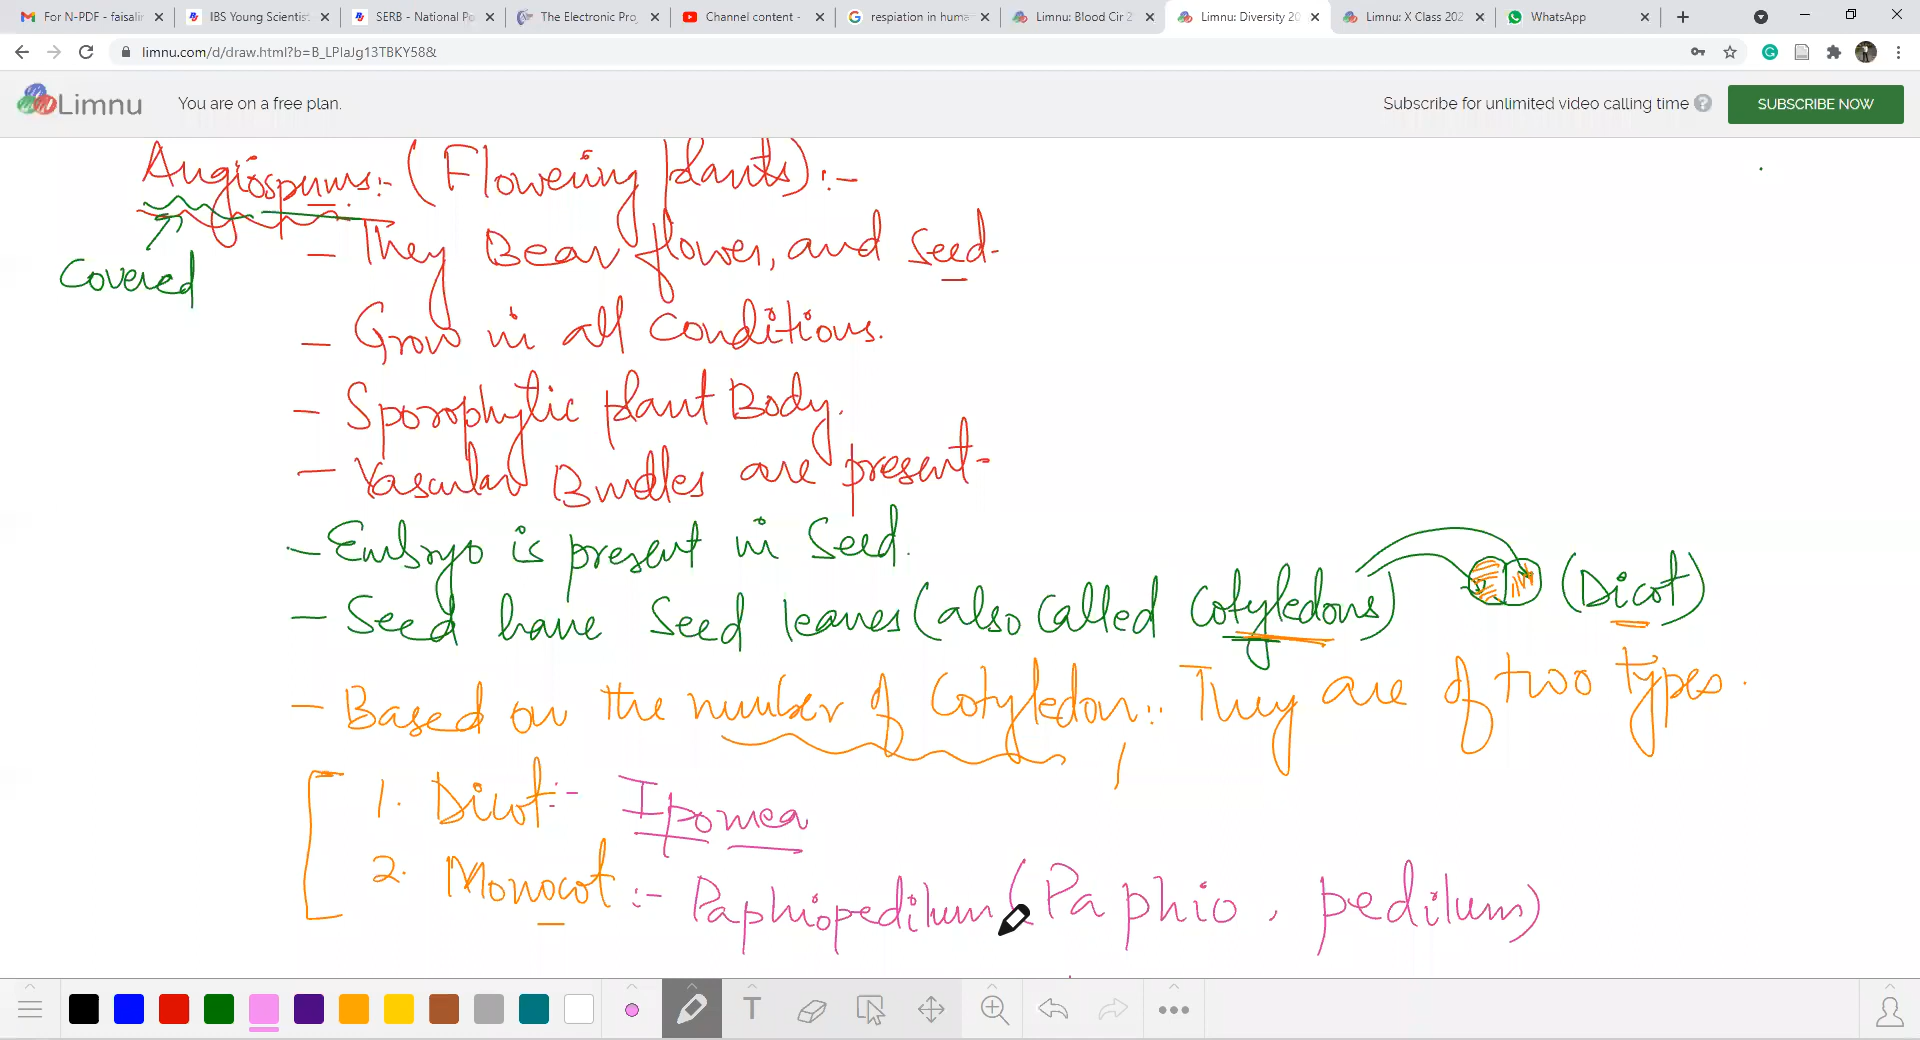 For N-PDF - faisalir
IBS Young Scientist
SERB - National Po
The Electronic Proj
Channel content -
respiation in huma
Limnu: Blood Cir 2
Limnu: Diversity 20
Limnu: X Class 202
WhatsApp
limnu.com/d/draw.html?b=B_LPlaJg13TBKY58&
Limnu
You are on a free plan.
Subscribe for unlimited video calling time
SUBSCRIBE NOW
Angiosperms:- (Flowering plants):-
Covered
- They Bear flower, and Seed-
- Grow in all conditions.
- Sporophytic plant Body.
- Vascular Bundles are present-
- Embryo is present in Seed.
- Seed have Seed leaves (also called Cotyledons) (Dicot)
- Based on the number of Cotyledon:- They are of two types.
1. Dicot:- Ipomea
2. Monocot:- Paphiopedilum (Paphio, pedilum)
T